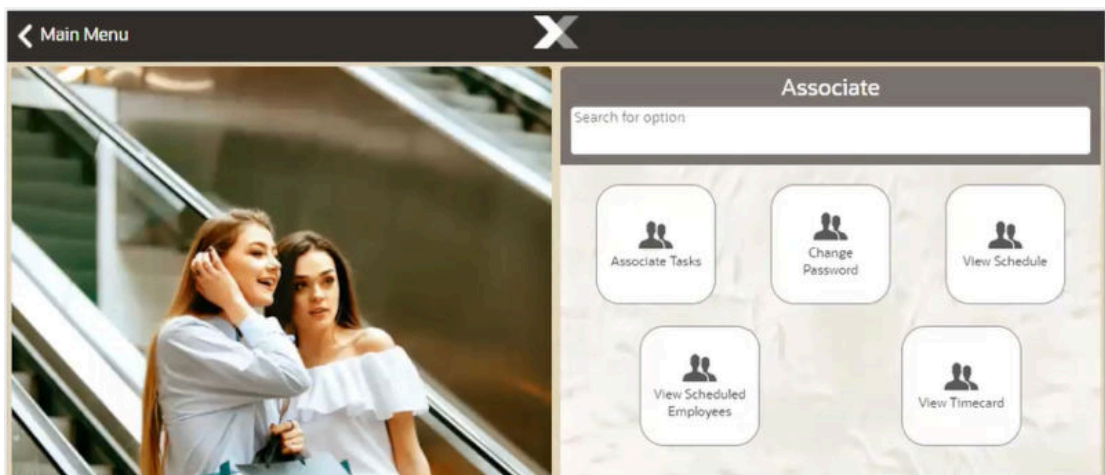 Main Menu
Associate
Search for option
Associate Tasks
Change
Password
View Schedule
View Scheduled
Employees
View Timecard